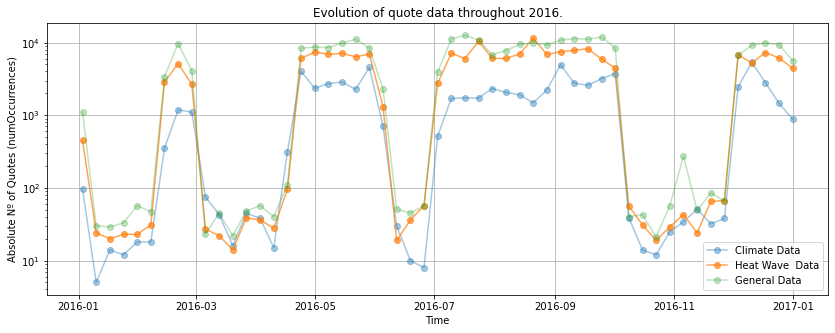 Evolution of quote data throughout 2016.
Absolute Nº of Quotes (numOccurrences)
10⁴
10³
10²
10¹
2016-01 2016-03 2016-05 2016-07 2016-09 2016-11 2017-01
Time
Climate Data
Heat Wave  Data
General Data